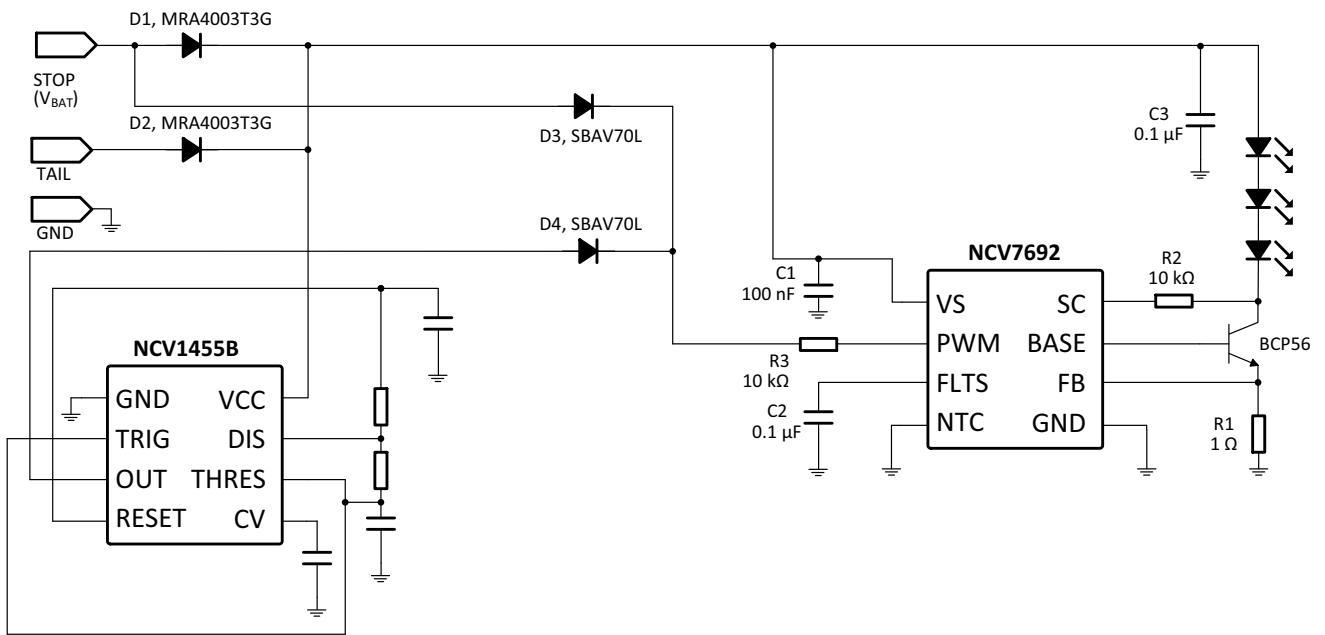 D1, MRA4003T3G
STOP
(VBAT)
D2, MRA4003T3G
TAIL
GND
D3, SBAV70L
D4, SBAV70L
C3
0.1 µF
NCV1455B
GND
TRIG
OUT
RESET
VCC
DIS
THRES
CV
C1
100 nF
R3
10 kΩ
C2
0.1 µF
NCV7692
VS
PWM
FLTS
NTC
SC
BASE
FB
GND
R2
10 kΩ
BCP56
R1
1 Ω